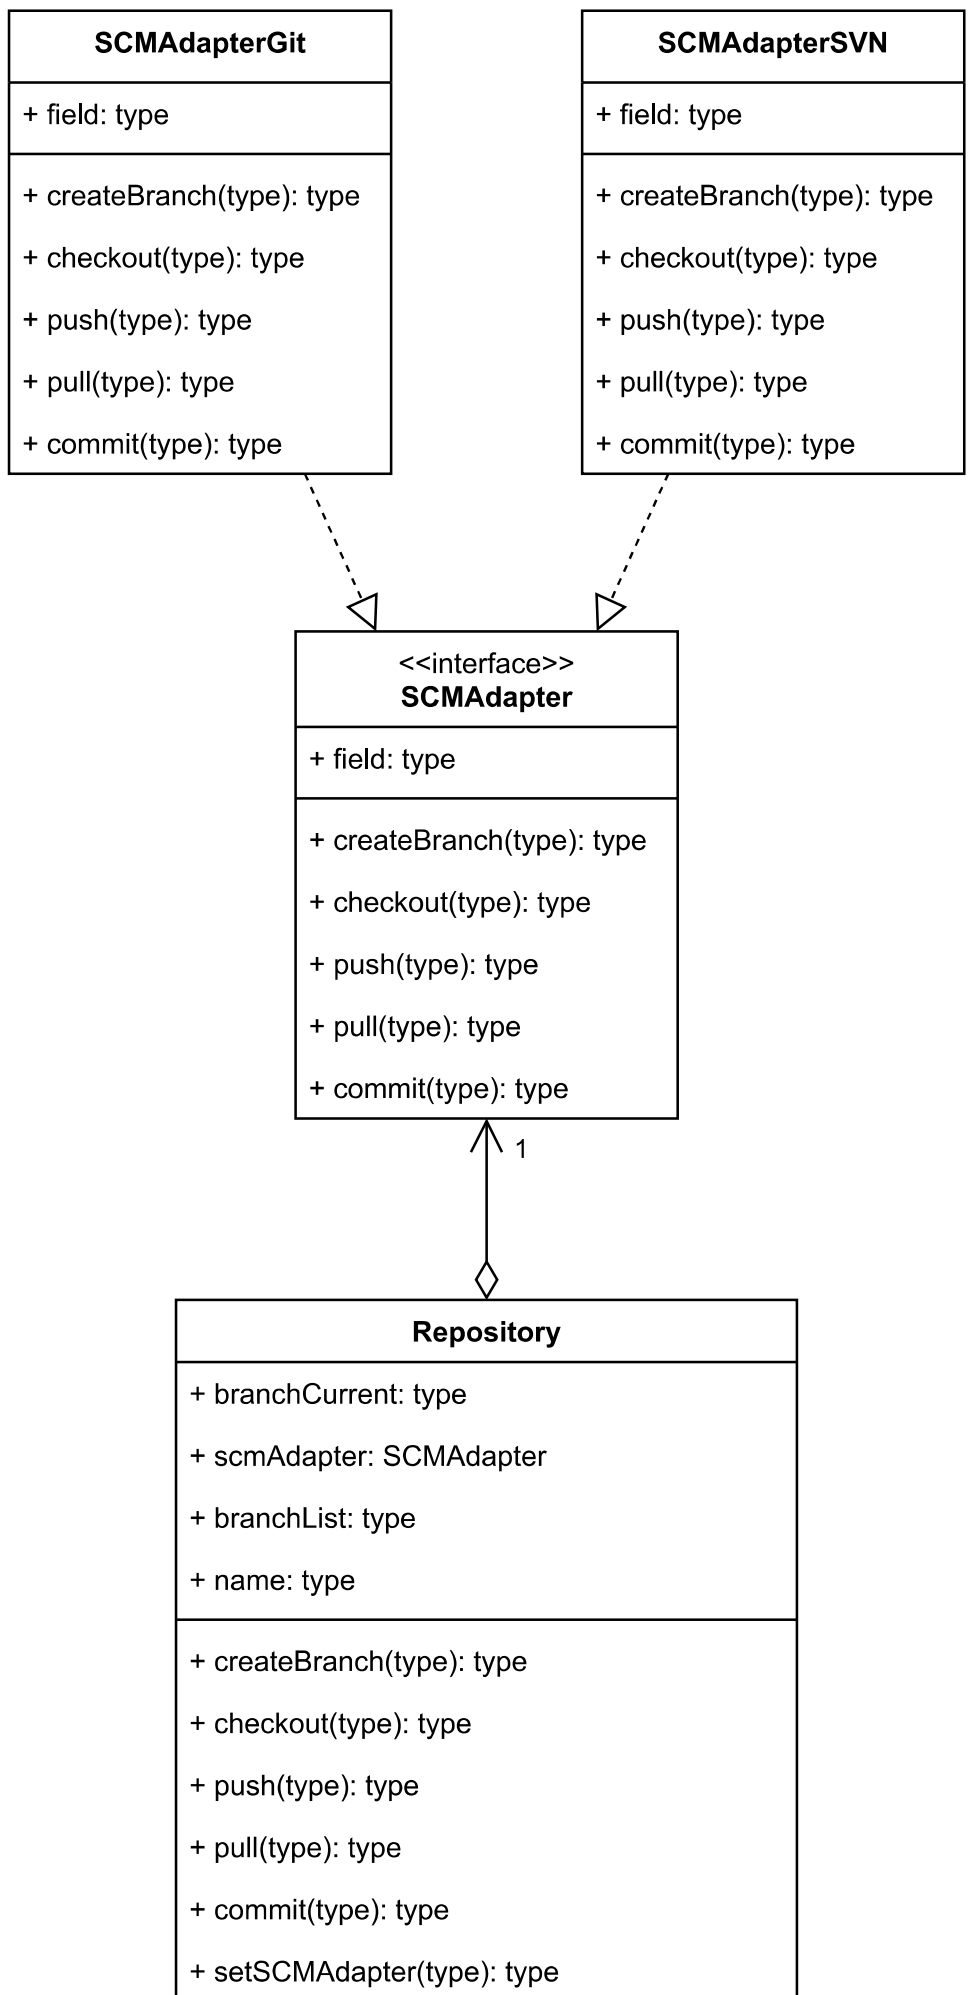 SCMAdapterGit
+ field: type
+ createBranch(type): type
+ checkout(type): type
+ push(type): type
+ pull(type): type
+ commit(type): type
SCMAdapterSVN
+ field: type
+ createBranch(type): type
+ checkout(type): type
+ push(type): type
+ pull(type): type
+ commit(type): type
<<interface>>
SCMAdapter
+ field: type
+ createBranch(type): type
+ checkout(type): type
+ push(type): type
+ pull(type): type
+ commit(type): type
1
Repository
+ branchCurrent: type
+ scmAdapter: SCMAdapter
+ branchList: type
+ name: type
+ createBranch(type): type
+ checkout(type): type
+ push(type): type
+ pull(type): type
+ commit(type): type
+ setSCMAdapter(type): type